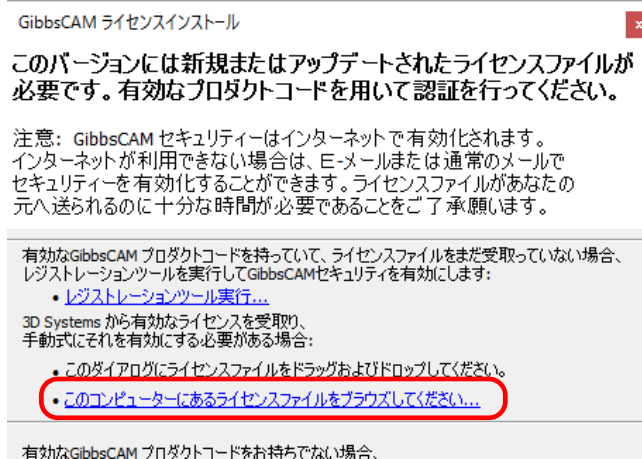 GibbsCAM ライセンスインストール
このバージョンには新規またはアップデートされたライセンスファイルが
必要です。有効なプロダクトコードを用いて認証を行ってください。
注意: GibbsCAM セキュリティーはインターネットで有効化されます。
インターネットが利用できない場合は、E-メールまたは通常のメールで
セキュリティーを有効化することができます。ライセンスファイルがあなたの
元へ送られるのに十分な時間が必要であることをご了承願います。
有効なGibbsCAM プロダクトコードを持っていて、ライセンスファイルをまだ受取っていない場合、
レジストレーションツールを実行してGibbsCAMセキュリティを有効にします:
• レジストレーションツール実行...
3D Systems から有効なライセンスを受取り、
手動式にそれを有効にする必要がある場合:
• このダイアログにライセンスファイルをドラッグおよびドロップしてください。
• このコンピューターにあるライセンスファイルをブラウズしてください...
有効なGibbsCAM プロダクトコードをお持ちでない場合、